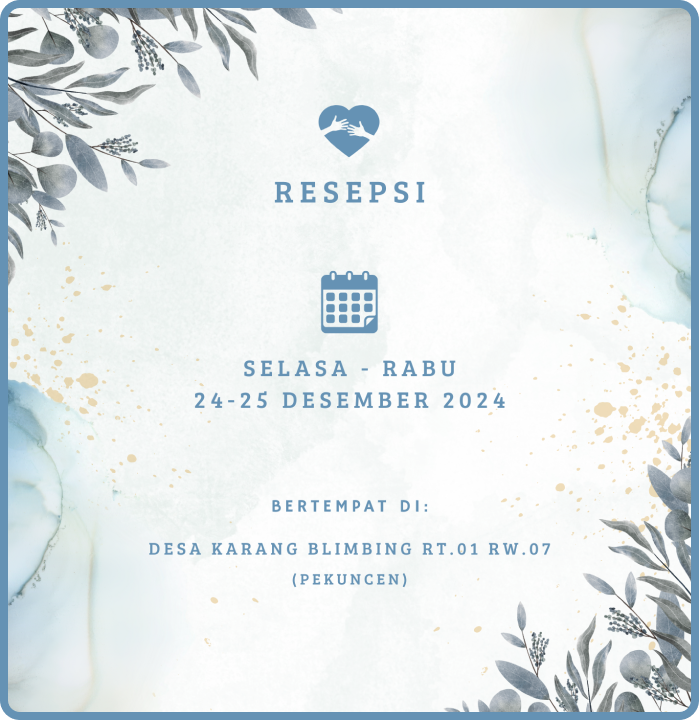 RESEPSI
SELASA - RABU
24-25 DESEMBER 2024
BERTEMPAT DI:
DESA KARANG BLIMBING RT.01 RW.07
(PEKUNCEN)